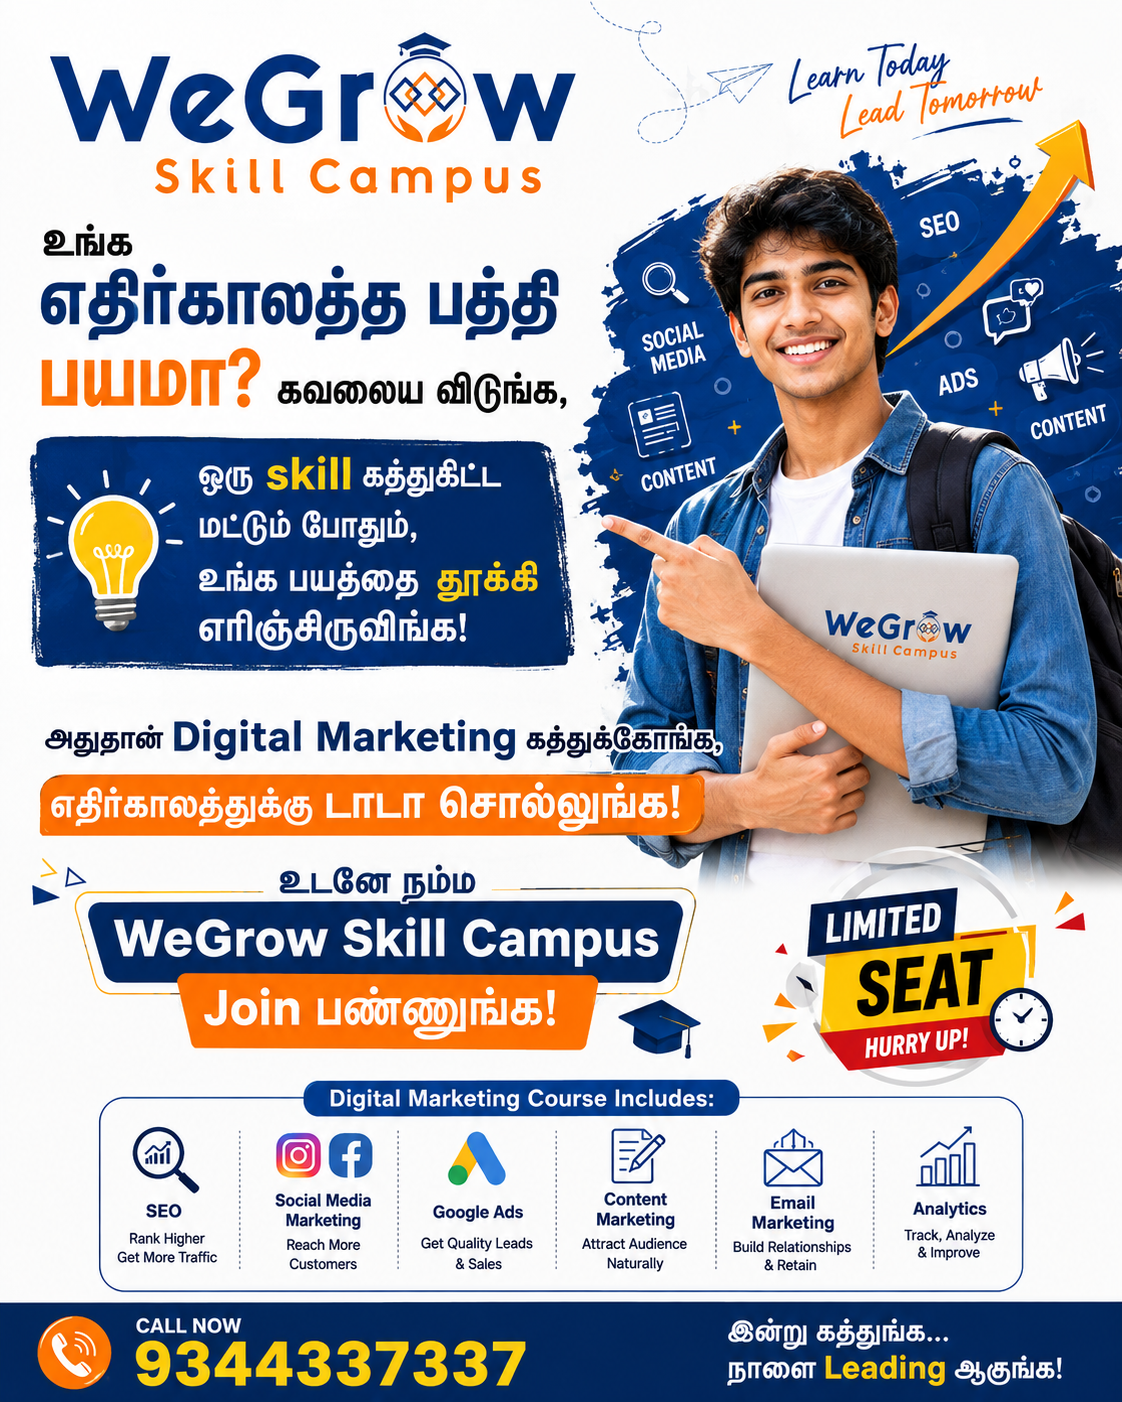 WeGrow
Skill Campus
Learn Today
Lead Tomorrow
உங்க
எதிர்காலத்த பத்தி
பயமா? கவலைய விடுங்க,
SEO
SOCIAL
MEDIA
ADS
CONTENT
CONTENT
ஒரு skill கத்துகிட்ட
மட்டும் போதும்,
உங்க பயத்தை தூக்கி
எரிஞ்சிருவிங்க!
WeGrow
Skill Campus
அதுதான் Digital Marketing கத்துக்கோங்க,
எதிர்காலத்துக்கு டாடா சொல்லுங்க!
உடனே நம்ம
WeGrow Skill Campus
Join பண்ணுங்க!
LIMITED
SEAT
HURRY UP!
Digital Marketing Course Includes:
SEO
Rank Higher
Get More Traffic
Social Media
Marketing
Reach More
Customers
Google Ads
Get Quality Leads
& Sales
Content
Marketing
Attract Audience
Naturally
Email
Marketing
Build Relationships
& Retain
Analytics
Track, Analyze
& Improve
CALL NOW
9344337337
இன்று கத்துங்க...
நாளை Leading ஆகுங்க!